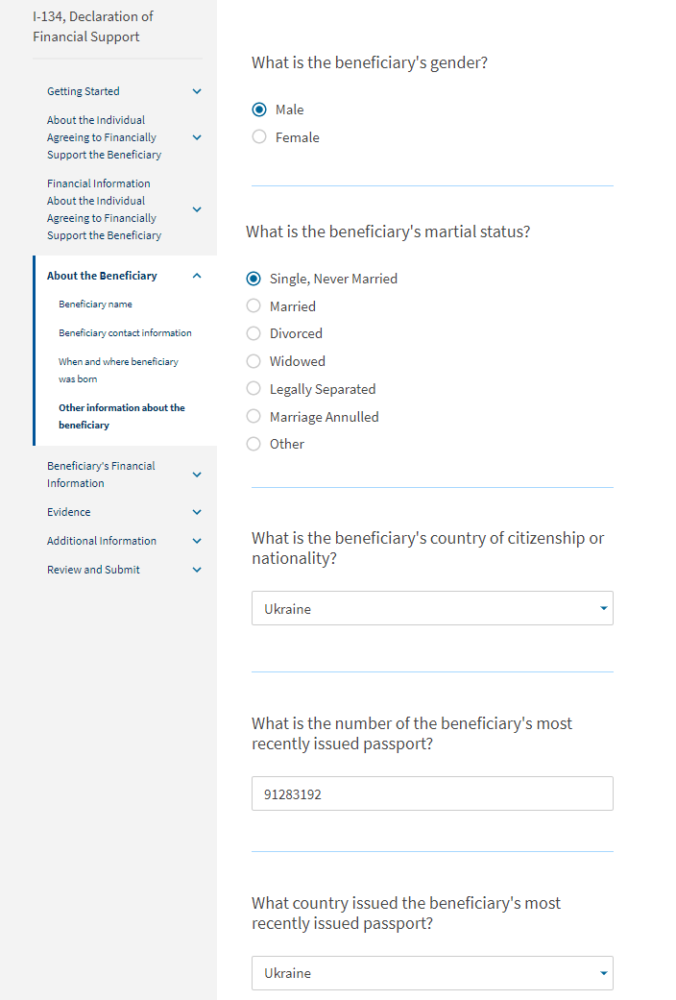 I-134, Declaration of
Financial Support
Getting Started
About the Individual
Agreeing to Financially
Support the Beneficiary
Financial Information
About the Individual
Agreeing to Financially
Support the Beneficiary
About the Beneficiary
Beneficiary name
Beneficiary contact information
When and where beneficiary
was born
Other information about the
beneficiary
Beneficiary's Financial
Information
Evidence
Additional Information
Review and Submit
What is the beneficiary's gender?
Male
Female
What is the beneficiary's martial status?
Single, Never Married
Married
Divorced
Widowed
Legally Separated
Marriage Annulled
Other
What is the beneficiary's country of citizenship or
nationality?
Ukraine
What is the number of the beneficiary's most
recently issued passport?
91283192
What country issued the beneficiary's most
recently issued passport?
Ukraine